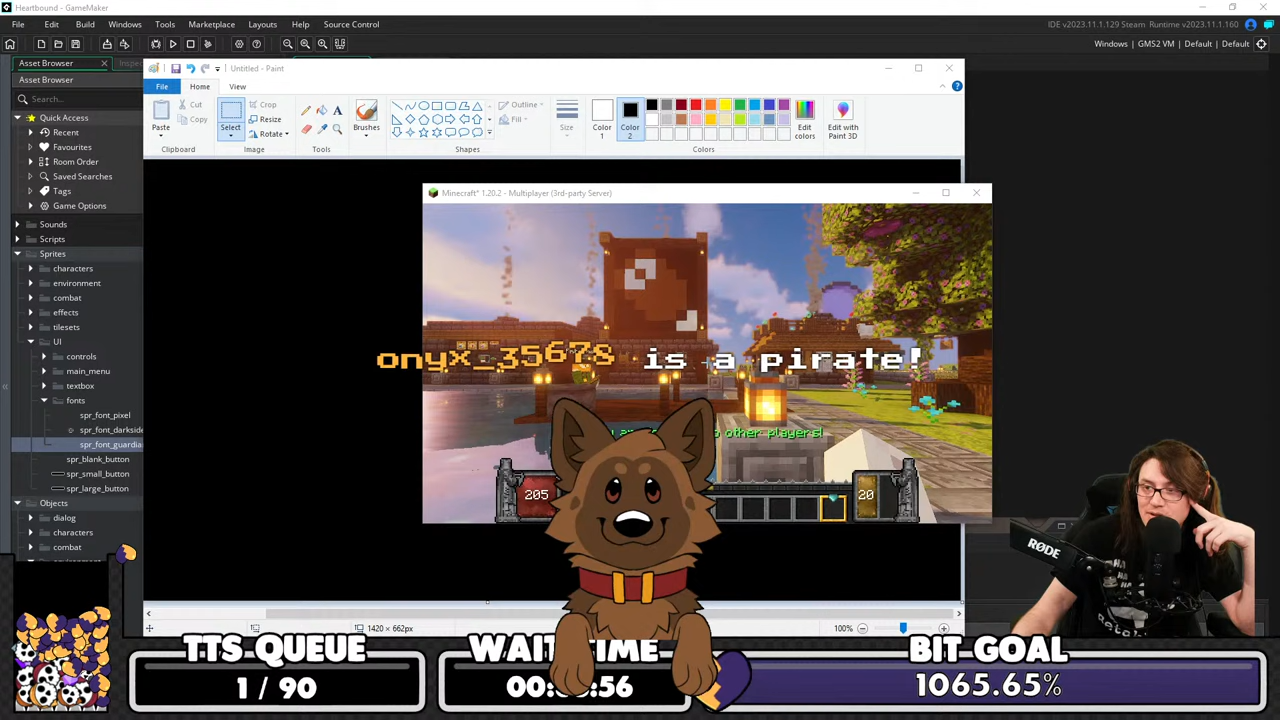 Heartbound - GameMaker
File Edit Build Windows Tools Marketplace Layouts Help Source Control
IDE v2023.11.1.129 Steam Runtime v2023.11.1.160
Windows | GMS2 VM | Default | Default
Asset Browser
Asset Browser
Search...
Quick Access
Recent
Favourites
Room Order
Saved Searches
Tags
Game Options
Sounds
Scripts
Sprites
characters
environment
combat
effects
tilesets
UI
controls
main_menu
textbox
fonts
spr_font_pixel
spr_font_darkside
spr_font_guardia
spr_blank_button
spr_small_button
spr_large_button
Objects
dialog
characters
combat
Untitled - Paint
File Home View
Paste
Cut
Copy
Clipboard
Select
Crop
Resize
Rotate
Image
Tools
Brushes
Shapes
Outline
Fill
Size
Color 1
Color 2
Edit colors
Edit with Paint 3D
Colors
Minecraft* 1.20.2 - Multiplayer (3rd-party Server)
onyx_35678 is a pirate!
other players!
205
20
RØDE
1420 × 662px
100%
TTS QUEUE
1 / 90
WAIT TIME
56
BIT GOAL
1065.65%